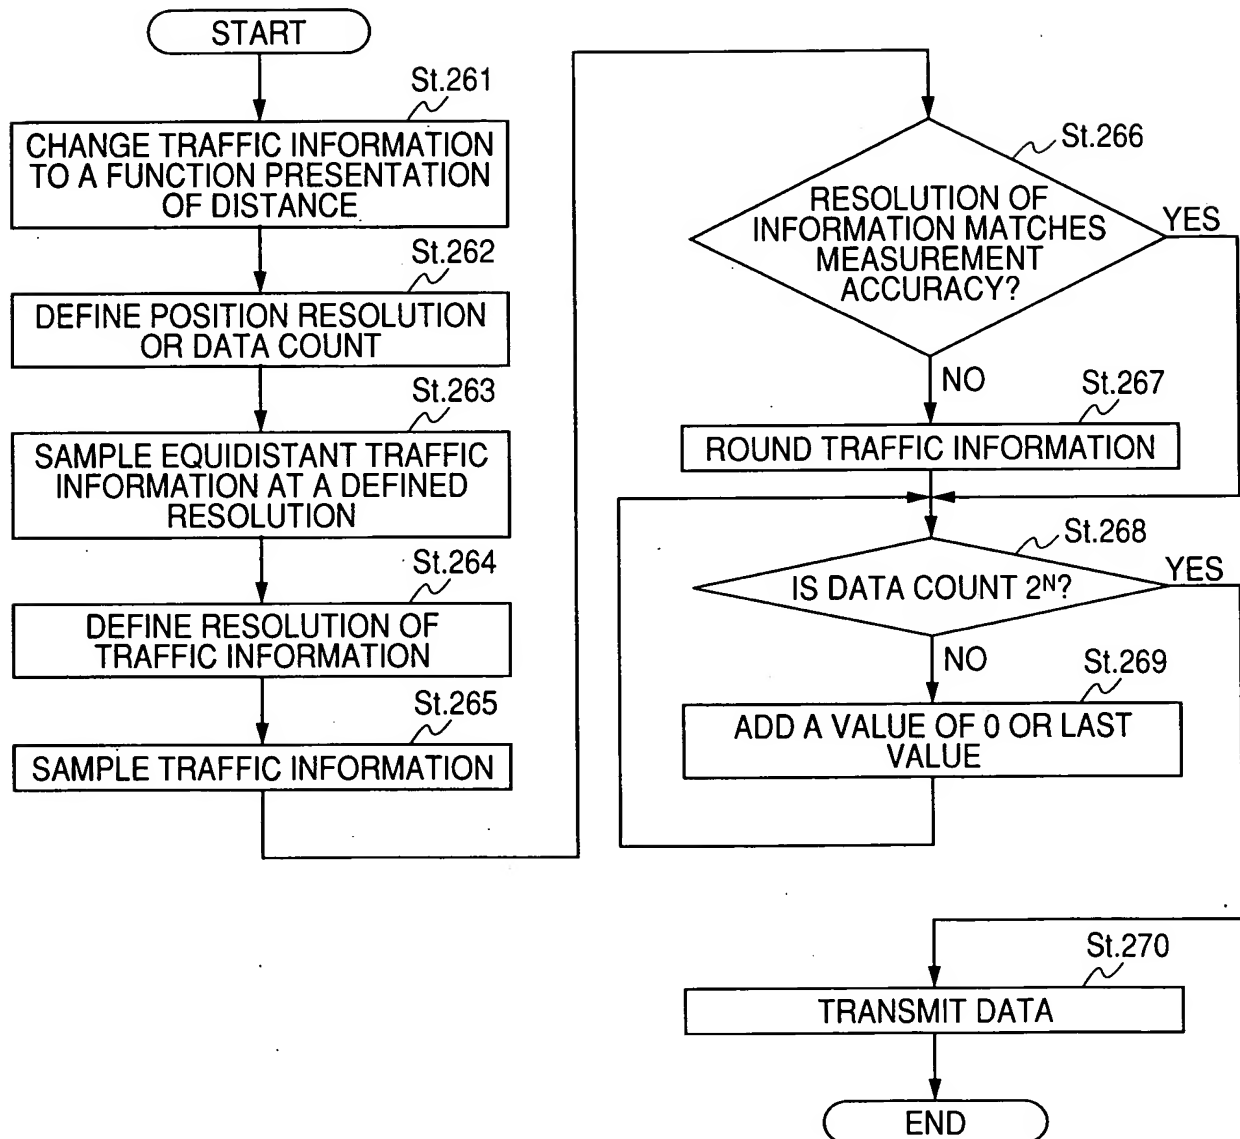 START
St.261
CHANGE TRAFFIC INFORMATION
TO A FUNCTION PRESENTATION
OF DISTANCE
St.262
DEFINE POSITION RESOLUTION
OR DATA COUNT
St.263
SAMPLE EQUIDISTANT TRAFFIC
INFORMATION AT A DEFINED
RESOLUTION
St.264
DEFINE RESOLUTION OF
TRAFFIC INFORMATION
St.265
SAMPLE TRAFFIC INFORMATION
St.266
RESOLUTION OF
INFORMATION MATCHES
MEASUREMENT
ACCURACY?
YES
NO
St.267
ROUND TRAFFIC INFORMATION
St.268
IS DATA COUNT 2ᴺ?
YES
NO
St.269
ADD A VALUE OF 0 OR LAST
VALUE
St.270
TRANSMIT DATA
END